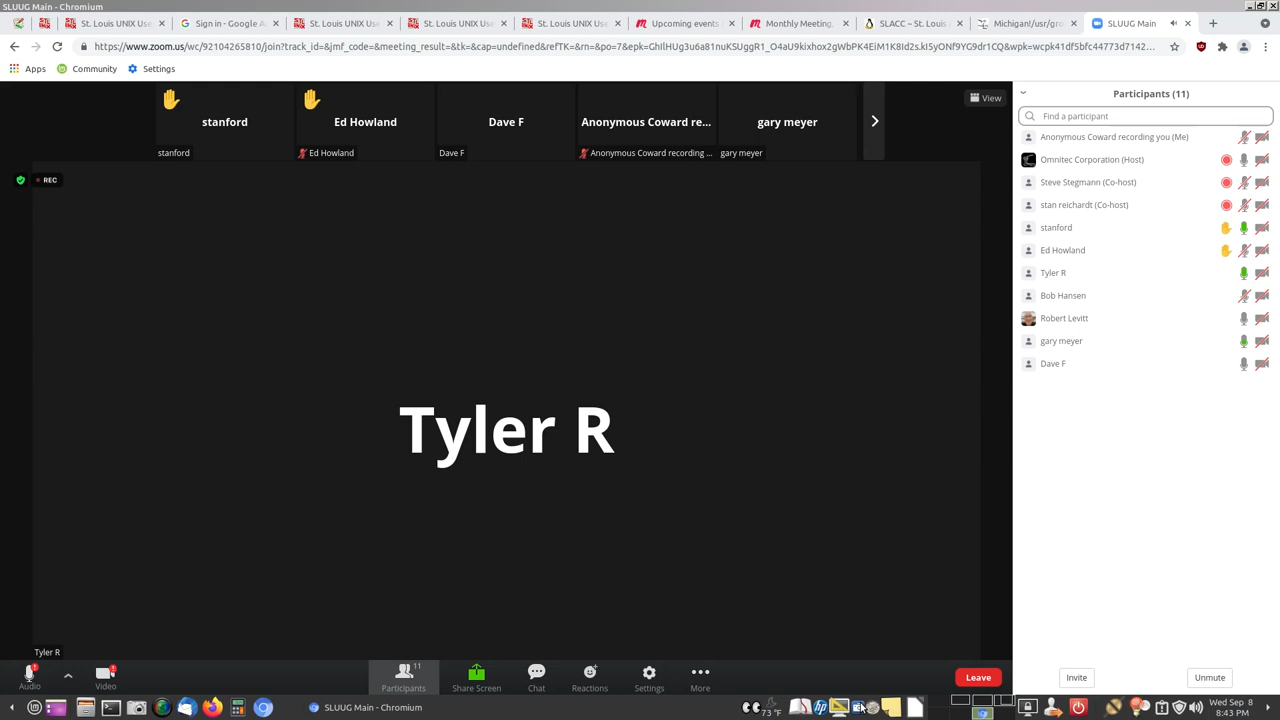 SLUUG Main - Chromium
St. Louis UNIX Use
Sign in - Google A
St. Louis UNIX Use
St. Louis UNIX Use
St. Louis UNIX Use
Upcoming events
Monthly Meeting,
SLACC ~ St. Louis
Michigan!/usr/gro
SLUUG Main
Apps
Community
Settings
stanford
Ed Howland
Dave F
Anonymous Coward re...
gary meyer
View
stanford
Ed Howland
Dave F
Anonymous Coward recording ...
gary meyer
REC
Tyler R
Tyler R
Participants (11)
Find a participant
Anonymous Coward recording you (Me)
Omnitec Corporation (Host)
Steve Stegmann (Co-host)
stan reichardt (Co-host)
stanford
Ed Howland
Tyler R
Bob Hansen
Robert Levitt
gary meyer
Dave F
Invite
Unmute
Audio
Video
11
Participants
Share Screen
Chat
Reactions
Settings
More
Leave
SLUUG Main - Chromium
73 °F
Wed Sep 8
8:43 PM